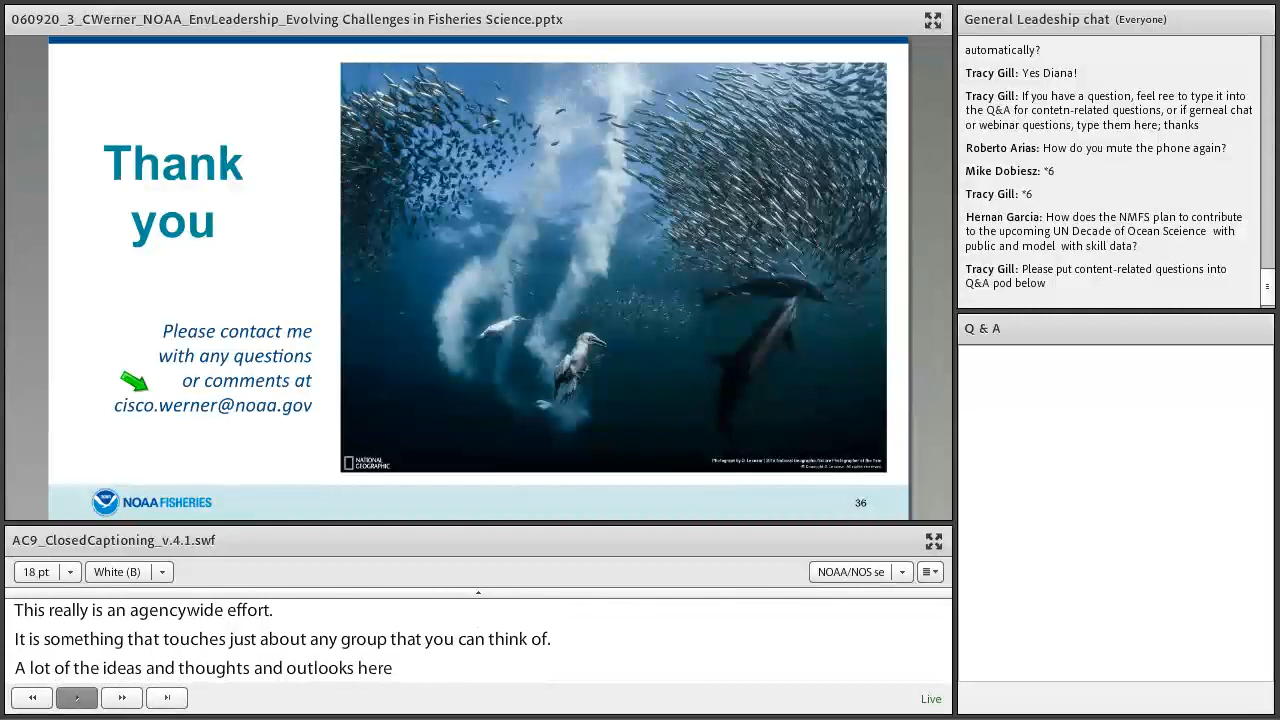 060920_3_CWerner_NOAA_EnvLeadership_Evolving Challenges in Fisheries Science.pptx
Thank
you
Please contact me
with any questions
or comments at
cisco.werner@noaa.gov
NATIONAL
GEOGRAPHIC
NOAA FISHERIES
36
AC9_ClosedCaptioning_v.4.1.swf
18 pt
White (B)
NOAA/NOS se
This really is an agencywide effort.
It is something that touches just about any group that you can think of.
A lot of the ideas and thoughts and outlooks here
Live
General Leadeship chat (Everyone)
automatically?
Tracy Gill: Yes Diana!
Tracy Gill: If you have a question, feel ree to type it into
the Q&A for contetn-related questions, or if gerneal chat
or webinar questions, type them here; thanks
Roberto Arias: How do you mute the phone again?
Mike Dobiesz: *6
Tracy Gill: *6
Hernan Garcia: How does the NMFS plan to contribute
to the upcoming UN Decade of Ocean Sceience with
public and model with skill data?
Tracy Gill: Please put content-related questions into
Q&A pod below
Q & A